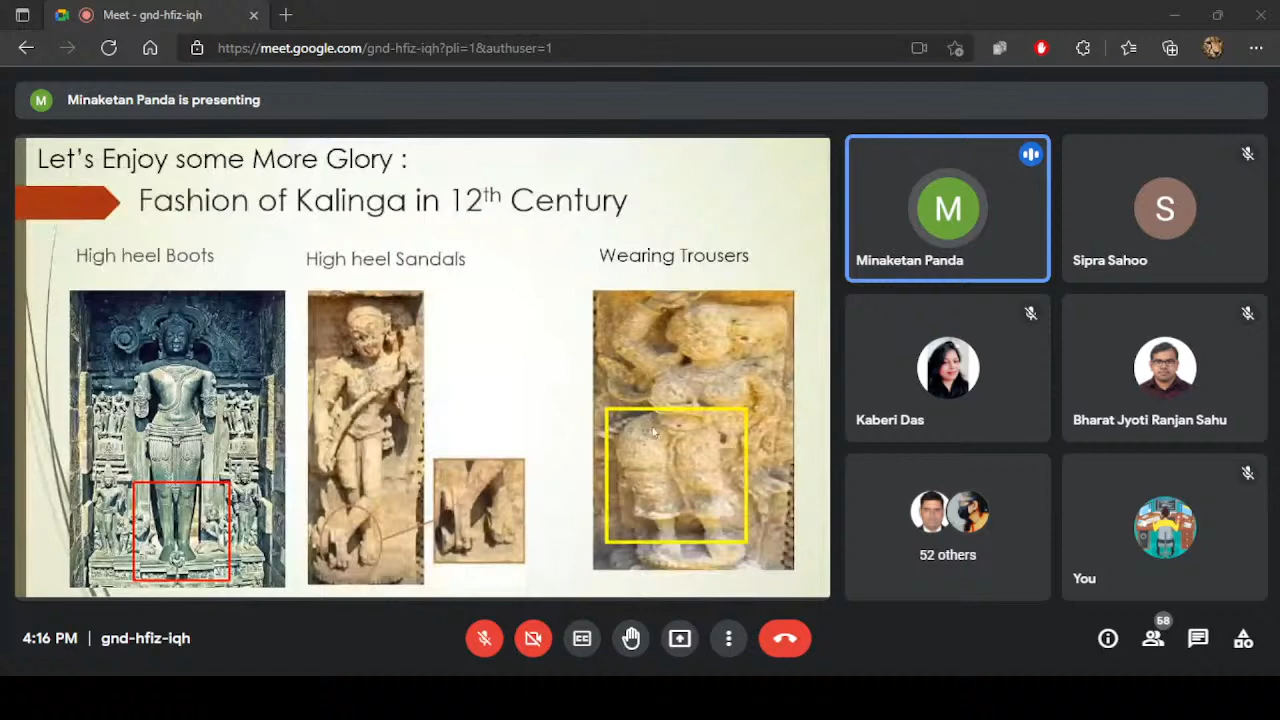 Meet - gnd-hfiz-iqh
https://meet.google.com/gnd-hfiz-iqh?pli=1&authuser=1
M
Minaketan Panda is presenting
Let's Enjoy some More Glory :
Fashion of Kalinga in 12th Century
High heel Boots
High heel Sandals
Wearing Trousers
M
Minaketan Panda
S
Sipra Sahoo
Kaberi Das
Bharat Jyoti Ranjan Sahu
52 others
You
4:16 PM | gnd-hfiz-iqh
CC
58